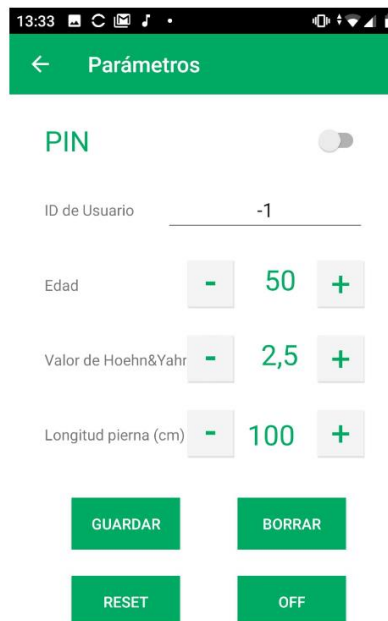 13:33
Parámetros
PIN
ID de Usuario -1
Edad - 50 +
Valor de Hoehn&Yahr - 2,5 +
Longitud pierna (cm) - 100 +
GUARDAR BORRAR
RESET OFF